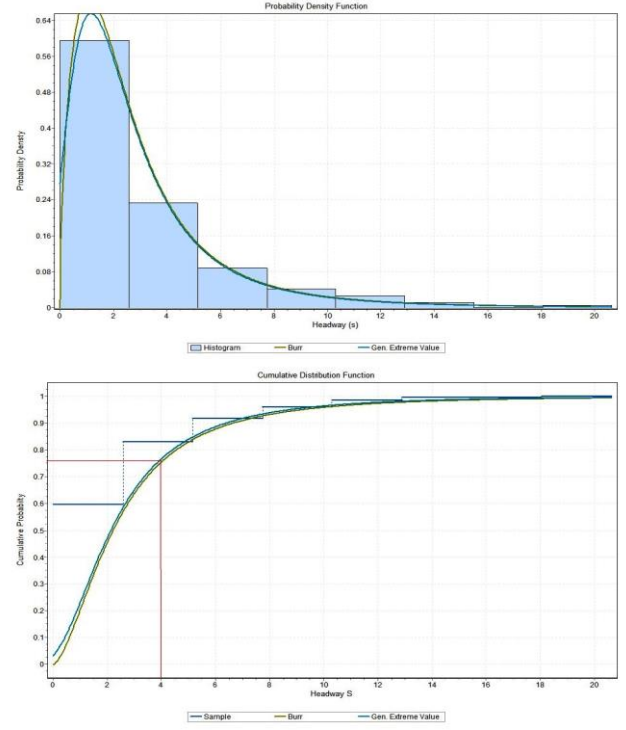 Probability Density Function
Probability Density
0.64
0.56
0.48
0.4
0.32
0.24
0.16
0.08
0
0 2 4 6 8 10 12 14 16 18 20
Headway (s)
Histogram Burr Gen. Extreme Value
Cumulative Distribution Function
Cumulative Probability
1
0.9
0.8
0.7
0.6
0.5
0.4
0.3
0.2
0.1
0
0 2 4 6 8 10 12 14 16 18 20
Headway S
Sample Burr Gen. Extreme Value